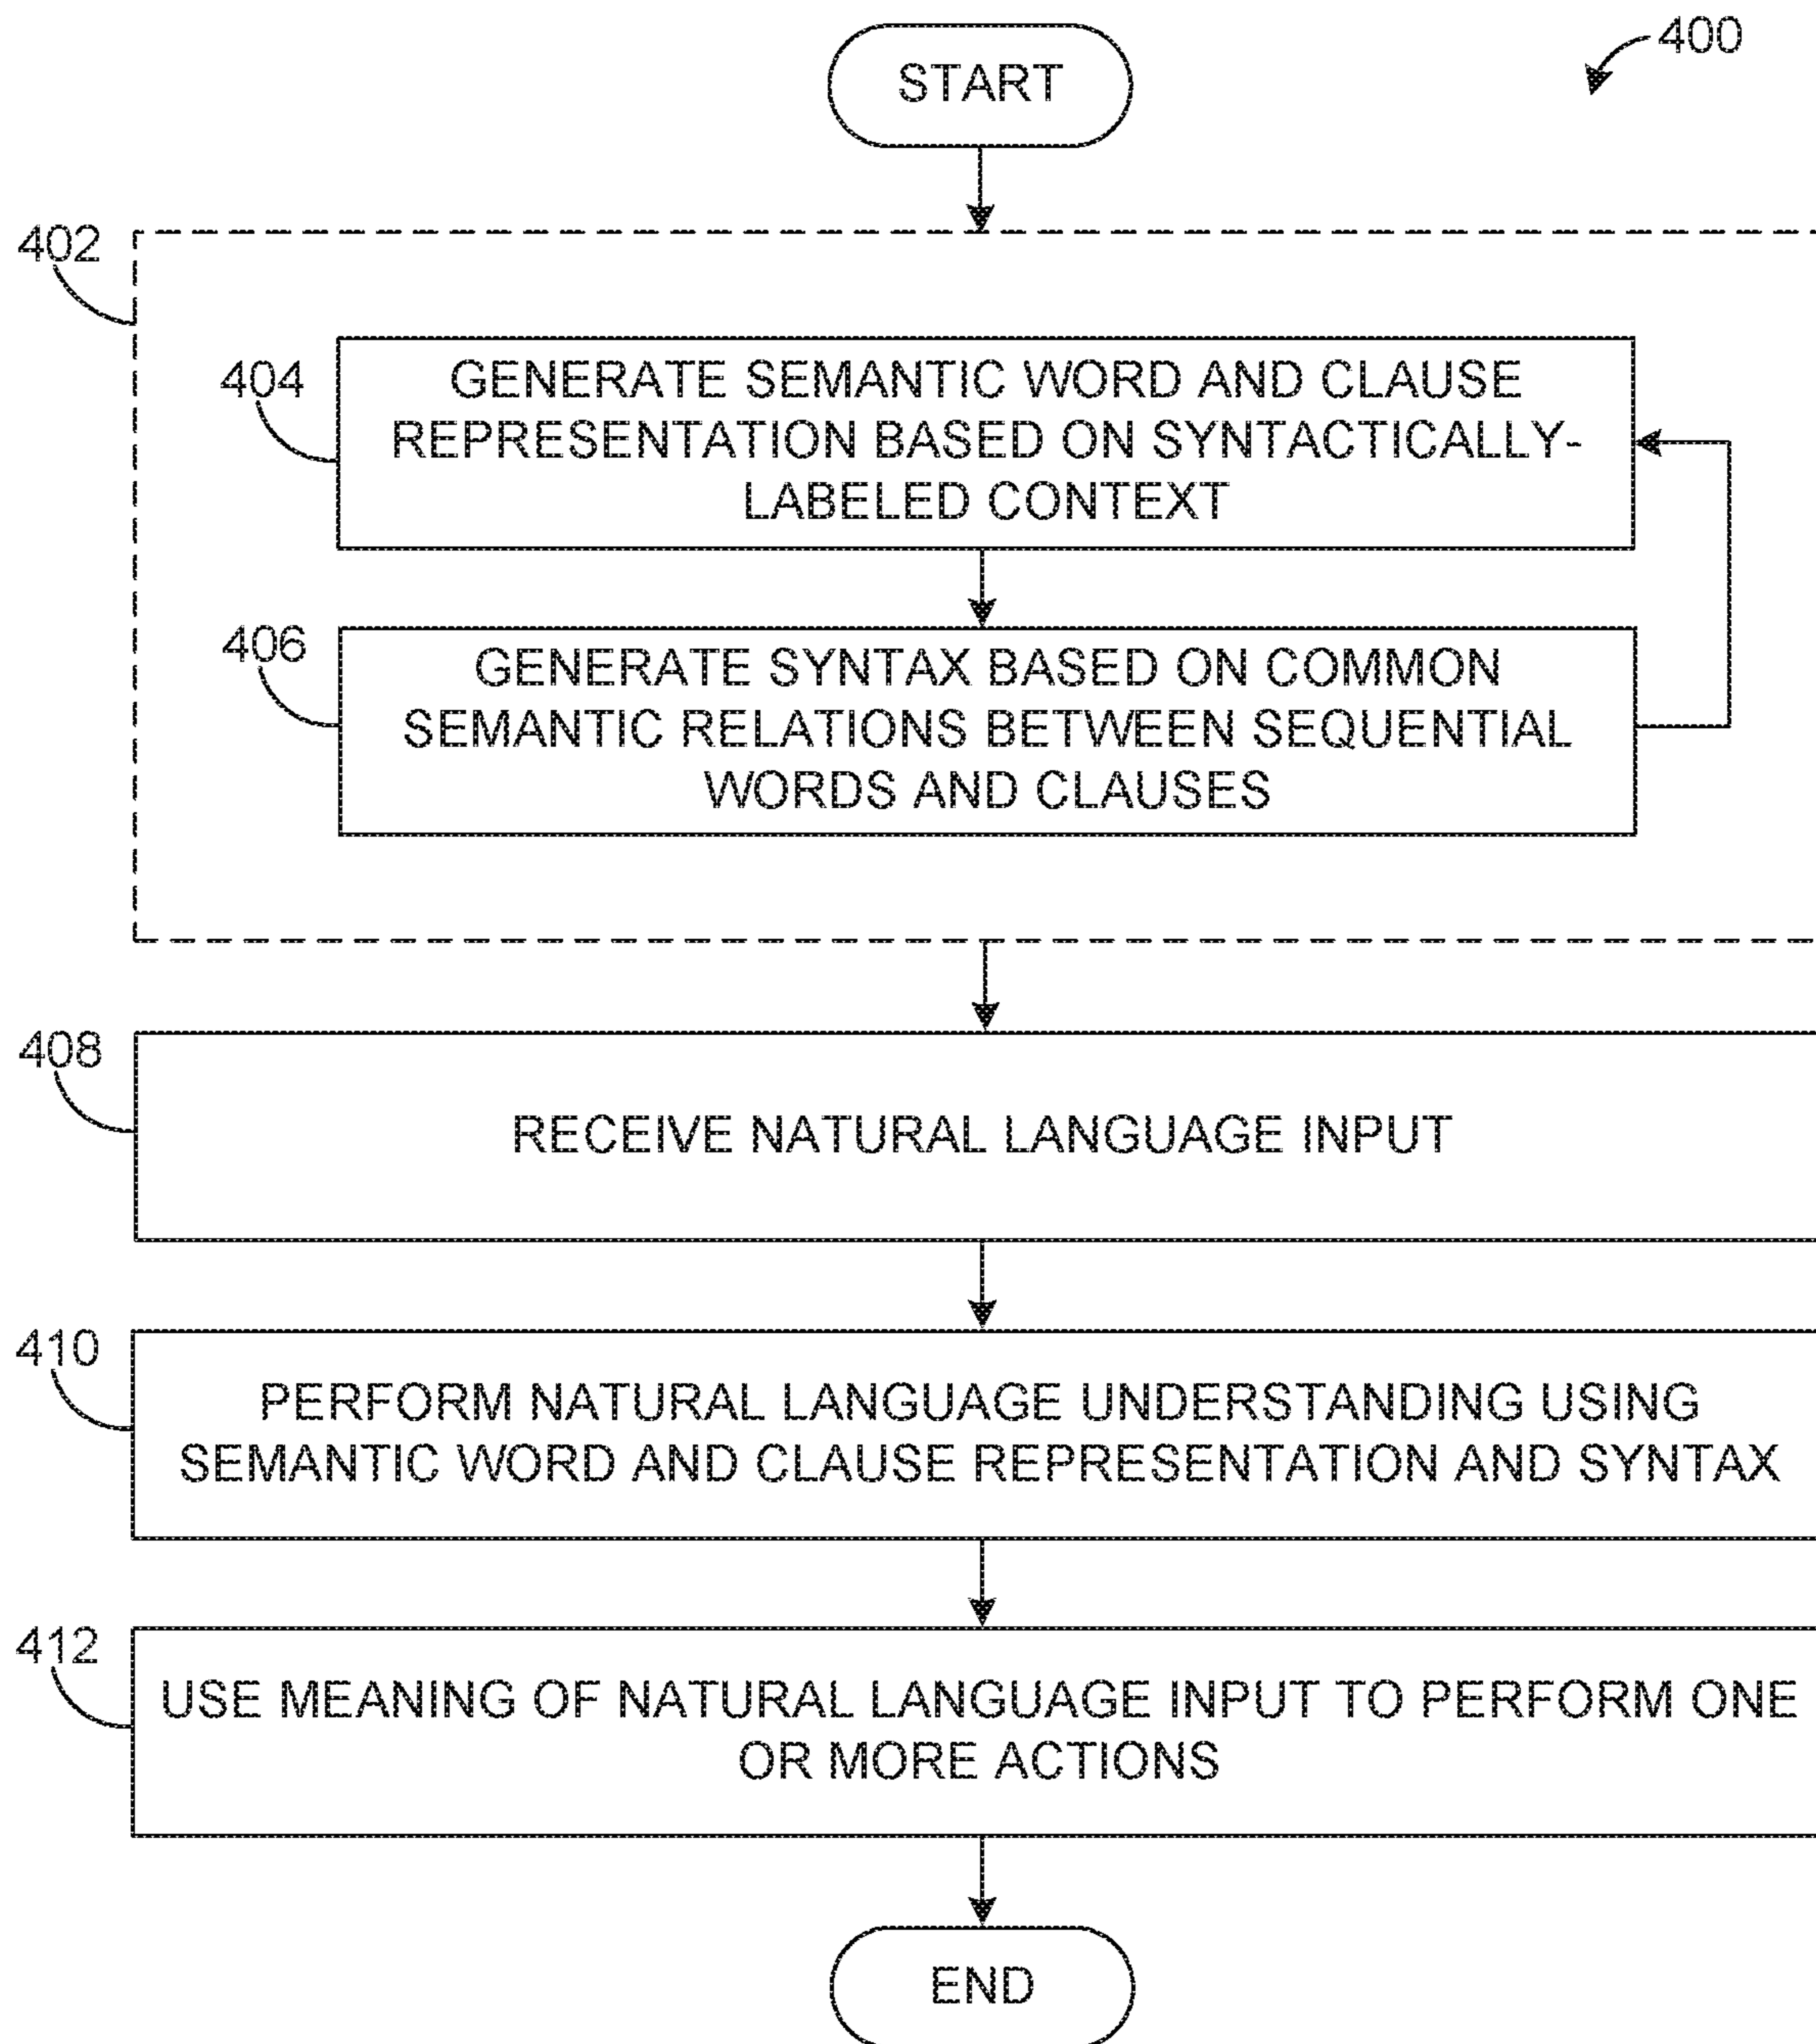 START
400
402
404
GENERATE SEMANTIC WORD AND CLAUSE
REPRESENTATION BASED ON SYNTACTICALLY-
LABELED CONTEXT
406
GENERATE SYNTAX BASED ON COMMON
SEMANTIC RELATIONS BETWEEN SEQUENTIAL
WORDS AND CLAUSES
408
RECEIVE NATURAL LANGUAGE INPUT
410
PERFORM NATURAL LANGUAGE UNDERSTANDING USING
SEMANTIC WORD AND CLAUSE REPRESENTATION AND SYNTAX
412
USE MEANING OF NATURAL LANGUAGE INPUT TO PERFORM ONE
OR MORE ACTIONS
END